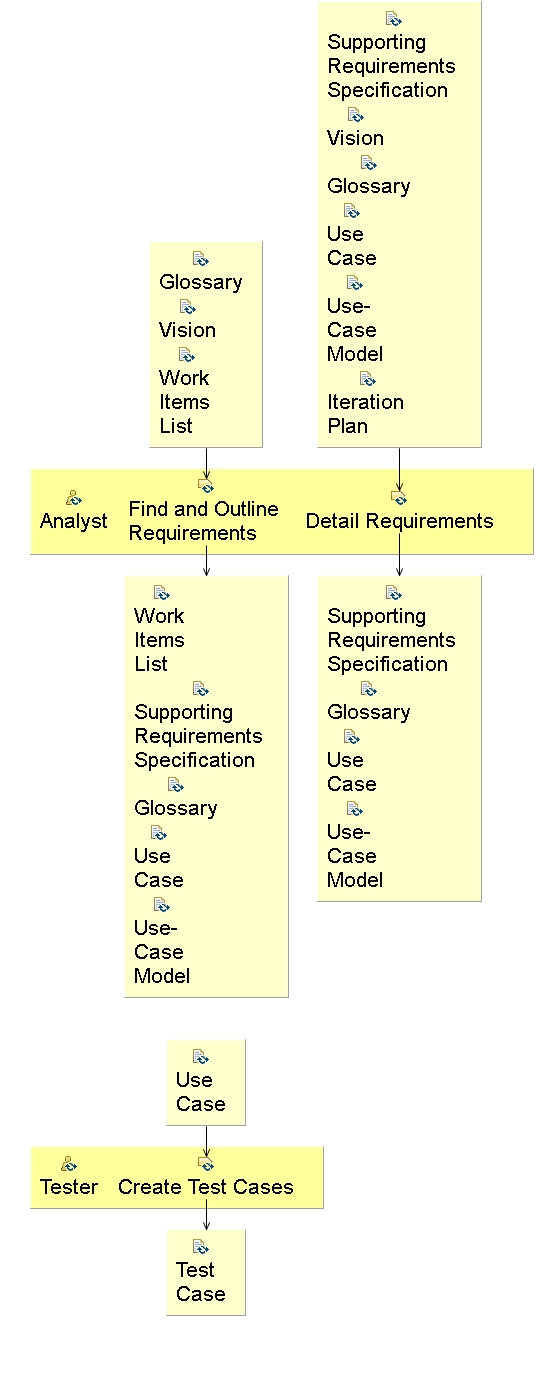 Supporting
Requirements
Specification
Vision
Glossary
Use
Case
Use-
Case
Model
Iteration
Plan
Glossary
Vision
Work
Items
List
Analyst
Find and Outline
Requirements
Detail Requirements
Work
Items
List
Supporting
Requirements
Specification
Glossary
Use
Case
Use-
Case
Model
Supporting
Requirements
Specification
Glossary
Use
Case
Use-
Case
Model
Use
Case
Tester
Create Test Cases
Test
Case